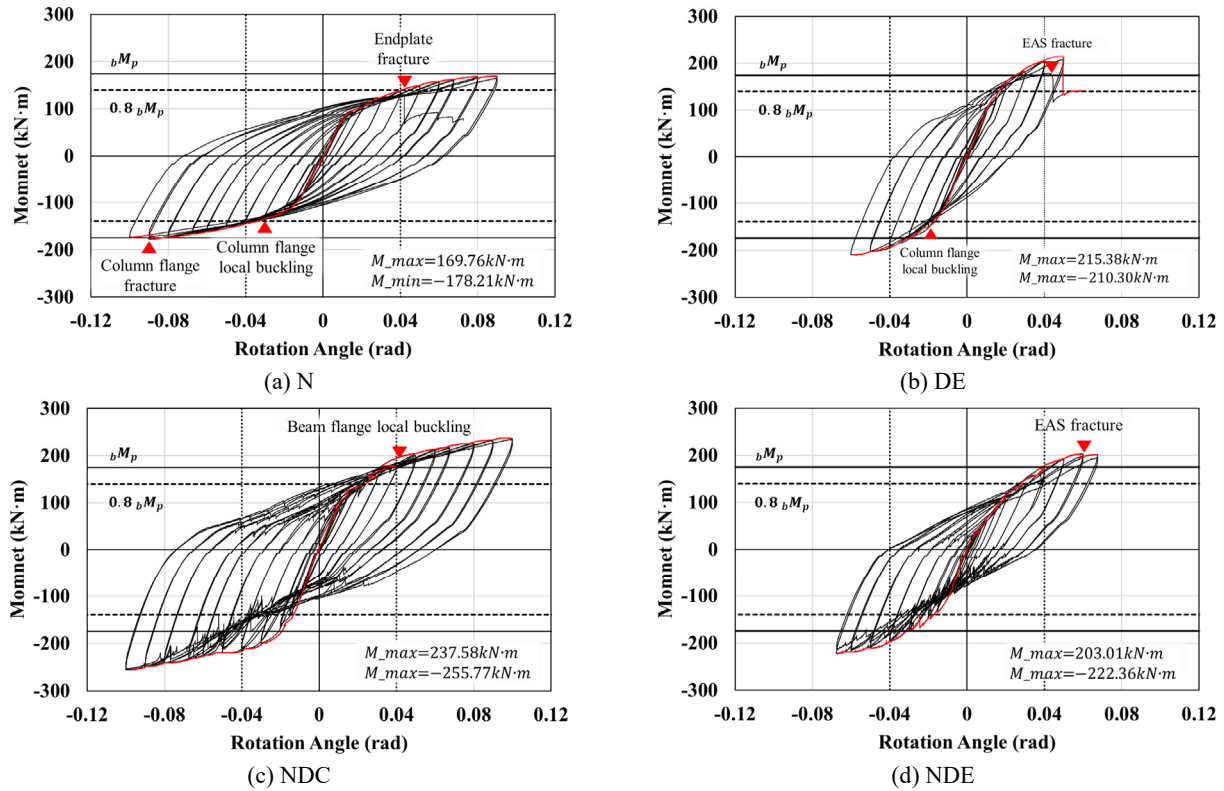 300
200
100
0
-100
-200
-300
Momnet (kN·m)
bMp
0.8 bMp
Endplate
fracture
Column flange
fracture
Column flange
local buckling
M_max=169.76kN·m
M_min=−178.21kN·m
-0.12 -0.08 -0.04 0 0.04 0.08 0.12
Rotation Angle (rad)
(a) N
300
200
100
0
-100
-200
-300
Momnet (kN·m)
bMp
0.8 bMp
EAS fracture
Column flange
local buckling
M_max=215.38kN·m
M_max=−210.30kN·m
-0.12 -0.08 -0.04 0 0.04 0.08 0.12
Rotation Angle (rad)
(b) DE
300
200
100
0
-100
-200
-300
Momnet (kN·m)
bMp
0.8 bMp
Beam flange local buckling
M_max=237.58kN·m
M_max=−255.77kN·m
-0.12 -0.08 -0.04 0 0.04 0.08 0.12
Rotation Angle (rad)
(c) NDC
300
200
100
0
-100
-200
-300
Momnet (kN·m)
bMp
0.8 bMp
EAS fracture
M_max=203.01kN·m
M_max=−222.36kN·m
-0.12 -0.08 -0.04 0 0.04 0.08 0.12
Rotation Angle (rad)
(d) NDE